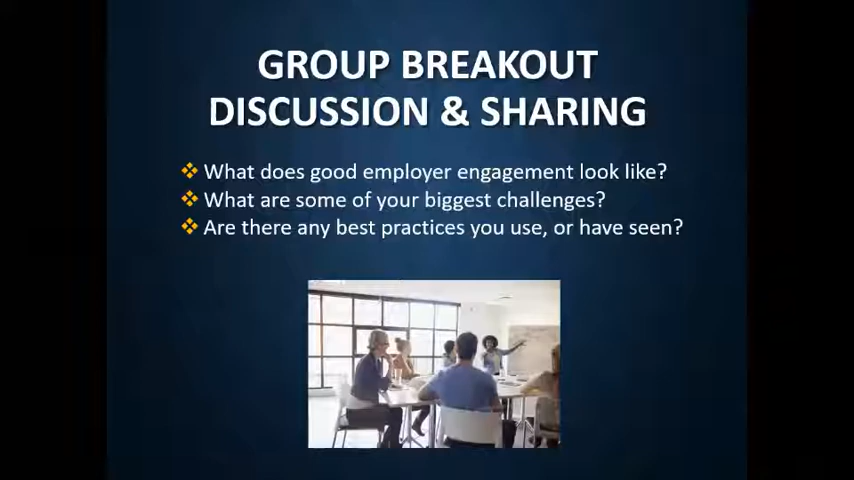 GROUP BREAKOUT
DISCUSSION & SHARING
What does good employer engagement look like?
What are some of your biggest challenges?
Are there any best practices you use, or have seen?